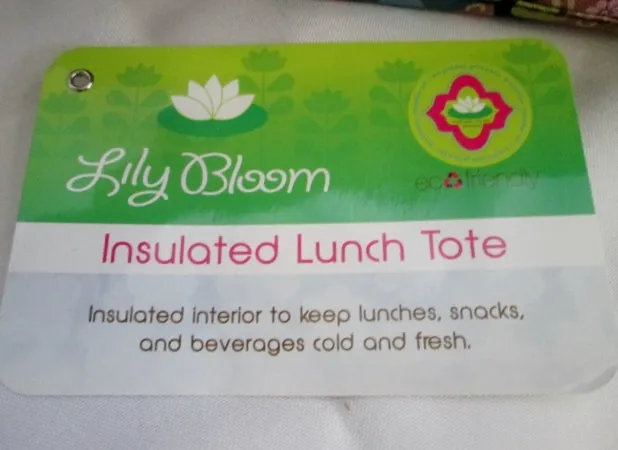 Lily Bloom
eco friendly
Insulated Lunch Tote
Insulated interior to keep lunches, snacks,
and beverages cold and fresh.